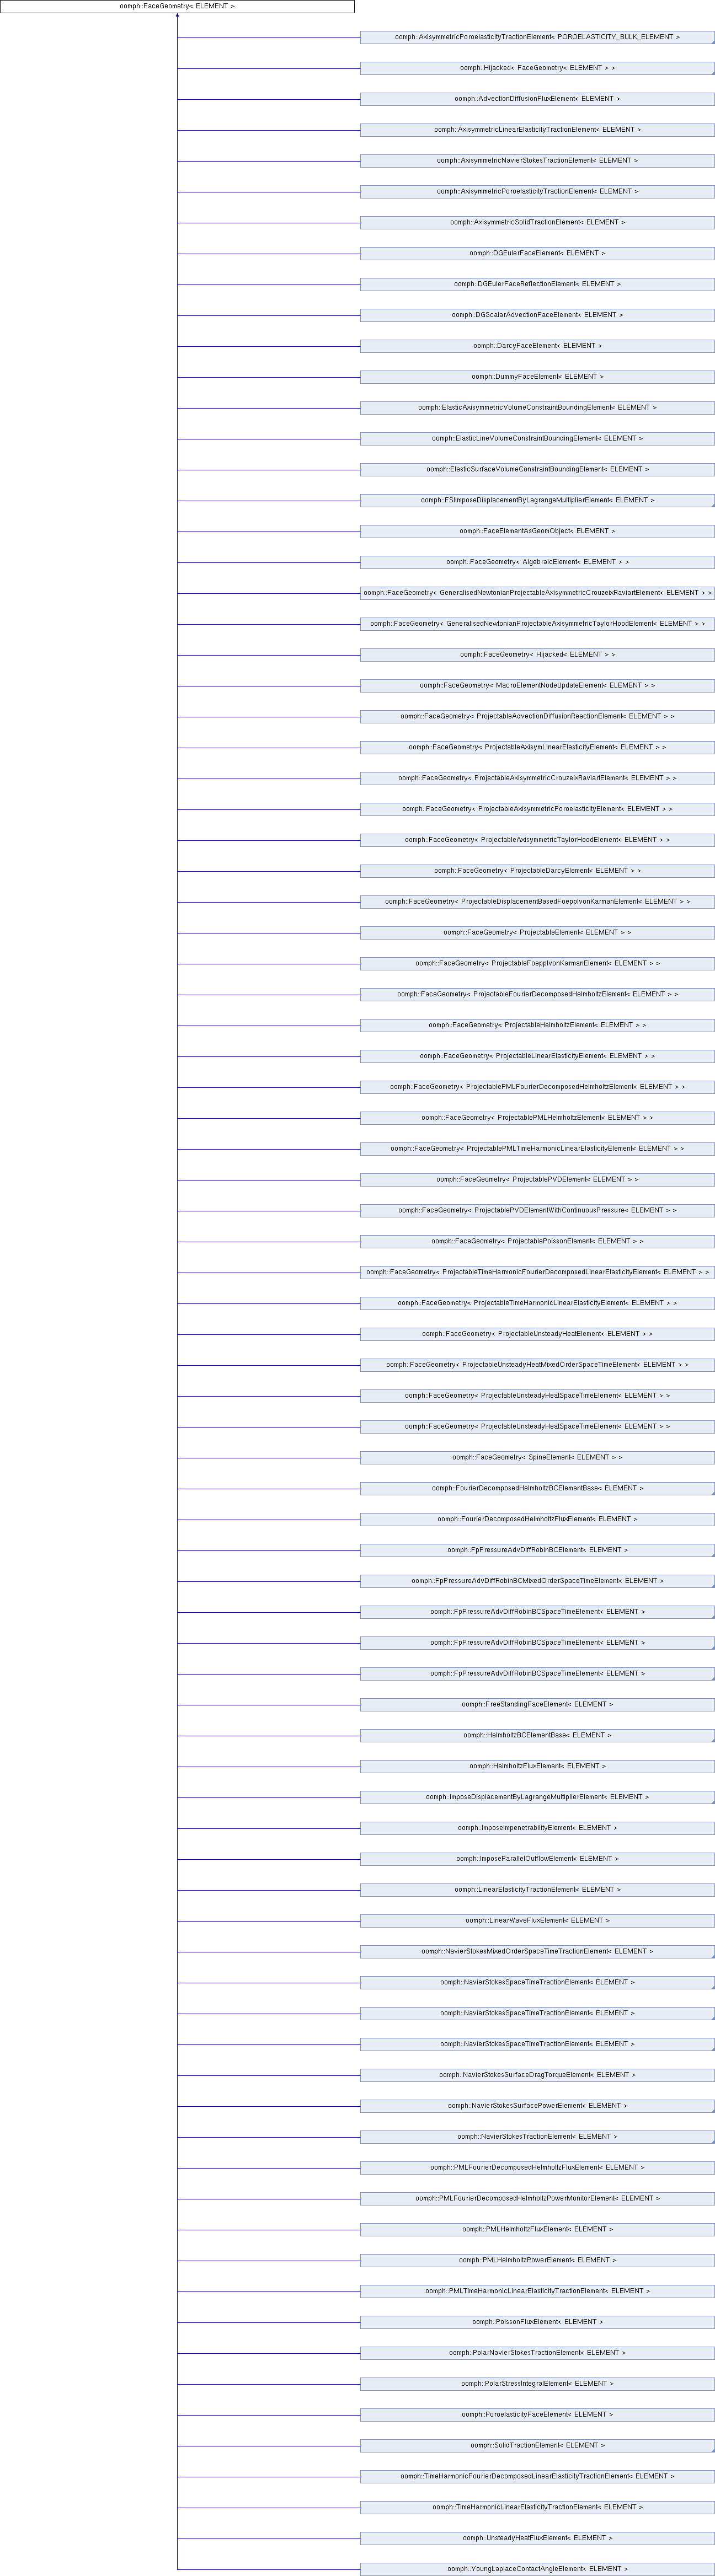 oomph::FaceGeometry< ELEMENT >
oomph::AxisymmetricPoroelasticityTractionElement< POROELASTICITY_BULK_ELEMENT >
oomph::Hijacked< FaceGeometry< ELEMENT > >
oomph::AdvectionDiffusionFluxElement< ELEMENT >
oomph::AxisymmetricLinearElasticityTractionElement< ELEMENT >
oomph::AxisymmetricNavierStokesTractionElement< ELEMENT >
oomph::AxisymmetricPoroelasticityTractionElement< ELEMENT >
oomph::AxisymmetricSolidTractionElement< ELEMENT >
oomph::DGEulerFaceElement< ELEMENT >
oomph::DGEulerFaceReflectionElement< ELEMENT >
oomph::DGScalarAdvectionFaceElement< ELEMENT >
oomph::DarcyFaceElement< ELEMENT >
oomph::DummyFaceElement< ELEMENT >
oomph::ElasticAxisymmetricVolumeConstraintBoundingElement< ELEMENT >
oomph::ElasticLineVolumeConstraintBoundingElement< ELEMENT >
oomph::ElasticSurfaceVolumeConstraintBoundingElement< ELEMENT >
oomph::FSIImposeDisplacementByLagrangeMultiplierElement< ELEMENT >
oomph::FaceElementAsGeomObject< ELEMENT >
oomph::FaceGeometry< AlgebraicElement< ELEMENT > >
oomph::FaceGeometry< GeneralisedNewtonianProjectableAxisymmetricCrouzeixRaviartElement< ELEMENT > >
oomph::FaceGeometry< GeneralisedNewtonianProjectableAxisymmetricTaylorHoodElement< ELEMENT > >
oomph::FaceGeometry< Hijacked< ELEMENT > >
oomph::FaceGeometry< MacroElementNodeUpdateElement< ELEMENT > >
oomph::FaceGeometry< ProjectableAdvectionDiffusionReactionElement< ELEMENT > >
oomph::FaceGeometry< ProjectableAxisymLinearElasticityElement< ELEMENT > >
oomph::FaceGeometry< ProjectableAxisymmetricCrouzeixRaviartElement< ELEMENT > >
oomph::FaceGeometry< ProjectableAxisymmetricPoroelasticityElement< ELEMENT > >
oomph::FaceGeometry< ProjectableAxisymmetricTaylorHoodElement< ELEMENT > >
oomph::FaceGeometry< ProjectableDarcyElement< ELEMENT > >
oomph::FaceGeometry< ProjectableDisplacementBasedFoepplvonKarmanElement< ELEMENT > >
oomph::FaceGeometry< ProjectableElement< ELEMENT > >
oomph::FaceGeometry< ProjectableFoepplvonKarmanElement< ELEMENT > >
oomph::FaceGeometry< ProjectableFourierDecomposedHelmholtzElement< ELEMENT > >
oomph::FaceGeometry< ProjectableHelmholtzElement< ELEMENT > >
oomph::FaceGeometry< ProjectableLinearElasticityElement< ELEMENT > >
oomph::FaceGeometry< ProjectablePMLFourierDecomposedHelmholtzElement< ELEMENT > >
oomph::FaceGeometry< ProjectablePMLHelmholtzElement< ELEMENT > >
oomph::FaceGeometry< ProjectablePMLTimeHarmonicLinearElasticityElement< ELEMENT > >
oomph::FaceGeometry< ProjectablePVDElement< ELEMENT > >
oomph::FaceGeometry< ProjectablePVDElementWithContinuousPressure< ELEMENT > >
oomph::FaceGeometry< ProjectablePoissonElement< ELEMENT > >
oomph::FaceGeometry< ProjectableTimeHarmonicFourierDecomposedLinearElasticityElement< ELEMENT > >
oomph::FaceGeometry< ProjectableTimeHarmonicLinearElasticityElement< ELEMENT > >
oomph::FaceGeometry< ProjectableUnsteadyHeatElement< ELEMENT > >
oomph::FaceGeometry< ProjectableUnsteadyHeatMixedOrderSpaceTimeElement< ELEMENT > >
oomph::FaceGeometry< ProjectableUnsteadyHeatSpaceTimeElement< ELEMENT > >
oomph::FaceGeometry< ProjectableUnsteadyHeatSpaceTimeElement< ELEMENT > >
oomph::FaceGeometry< SpineElement< ELEMENT > >
oomph::FourierDecomposedHelmholtzBCElementBase< ELEMENT >
oomph::FourierDecomposedHelmholtzFluxElement< ELEMENT >
oomph::FpPressureAdvDiffRobinBCElement< ELEMENT >
oomph::FpPressureAdvDiffRobinBCMixedOrderSpaceTimeElement< ELEMENT >
oomph::FpPressureAdvDiffRobinBCSpaceTimeElement< ELEMENT >
oomph::FpPressureAdvDiffRobinBCSpaceTimeElement< ELEMENT >
oomph::FpPressureAdvDiffRobinBCSpaceTimeElement< ELEMENT >
oomph::FreeStandingFaceElement< ELEMENT >
oomph::HelmholtzBCElementBase< ELEMENT >
oomph::HelmholtzFluxElement< ELEMENT >
oomph::ImposeDisplacementByLagrangeMultiplierElement< ELEMENT >
oomph::ImposeImpenetrabilityElement< ELEMENT >
oomph::ImposeParallelOutflowElement< ELEMENT >
oomph::LinearElasticityTractionElement< ELEMENT >
oomph::LinearWaveFluxElement< ELEMENT >
oomph::NavierStokesMixedOrderSpaceTimeTractionElement< ELEMENT >
oomph::NavierStokesSpaceTimeTractionElement< ELEMENT >
oomph::NavierStokesSpaceTimeTractionElement< ELEMENT >
oomph::NavierStokesSpaceTimeTractionElement< ELEMENT >
oomph::NavierStokesSurfaceDragTorqueElement< ELEMENT >
oomph::NavierStokesSurfacePowerElement< ELEMENT >
oomph::NavierStokesTractionElement< ELEMENT >
oomph::PMLFourierDecomposedHelmholtzFluxElement< ELEMENT >
oomph::PMLFourierDecomposedHelmholtzPowerMonitorElement< ELEMENT >
oomph::PMLHelmholtzFluxElement< ELEMENT >
oomph::PMLHelmholtzPowerElement< ELEMENT >
oomph::PMLTimeHarmonicLinearElasticityTractionElement< ELEMENT >
oomph::PoissonFluxElement< ELEMENT >
oomph::PolarNavierStokesTractionElement< ELEMENT >
oomph::PolarStressIntegralElement< ELEMENT >
oomph::PoroelasticityFaceElement< ELEMENT >
oomph::SolidTractionElement< ELEMENT >
oomph::TimeHarmonicFourierDecomposedLinearElasticityTractionElement< ELEMENT >
oomph::TimeHarmonicLinearElasticityTractionElement< ELEMENT >
oomph::UnsteadyHeatFluxElement< ELEMENT >
oomph::YoungLaplaceContactAngleElement< ELEMENT >